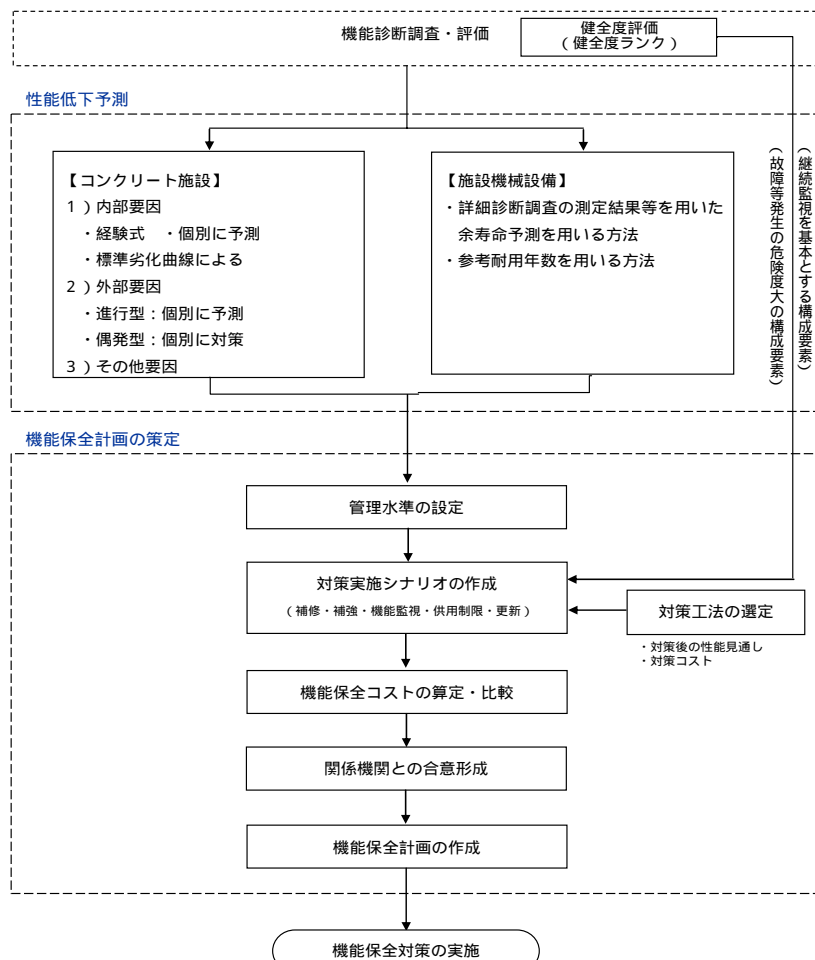 機能診断調査・評価
健全度評価
(健全度ランク)
性能低下予測
【コンクリート施設】
1)内部要因
・経験式 ・個別に予測
・標準劣化曲線による
2)外部要因
・進行型:個別に予測
・偶発型:個別に対策
3)その他要因
【施設機械設備】
・詳細診断調査の測定結果等を用いた
余寿命予測を用いる方法
・参考耐用年数を用いる方法
(継続監視を基本とする構成要素)
(故障等発生の危険度大の構成要素)
機能保全計画の策定
管理水準の設定
対策実施シナリオの作成
(補修・補強・機能監視・供用制限・更新)
対策工法の選定
・対策後の性能見通し
・対策コスト
機能保全コストの算定・比較
関係機関との合意形成
機能保全計画の作成
機能保全対策の実施